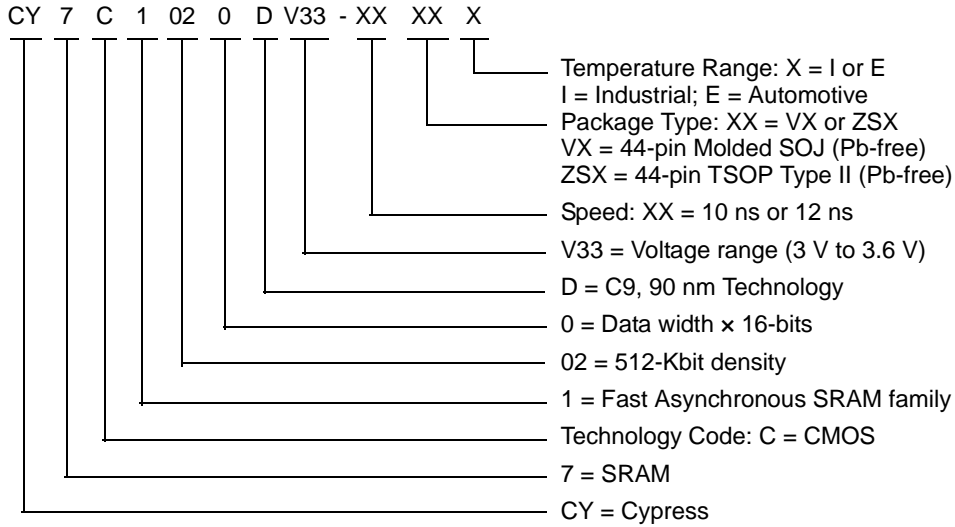 CY 7 C 1 02 0 D V33 - XX XX X
Temperature Range: X = I or E
I = Industrial; E = Automotive
Package Type: XX = VX or ZSX
VX = 44-pin Molded SOJ (Pb-free)
ZSX = 44-pin TSOP Type II (Pb-free)
Speed: XX = 10 ns or 12 ns
V33 = Voltage range (3 V to 3.6 V)
D = C9, 90 nm Technology
0 = Data width × 16-bits
02 = 512-Kbit density
1 = Fast Asynchronous SRAM family
Technology Code: C = CMOS
7 = SRAM
CY = Cypress